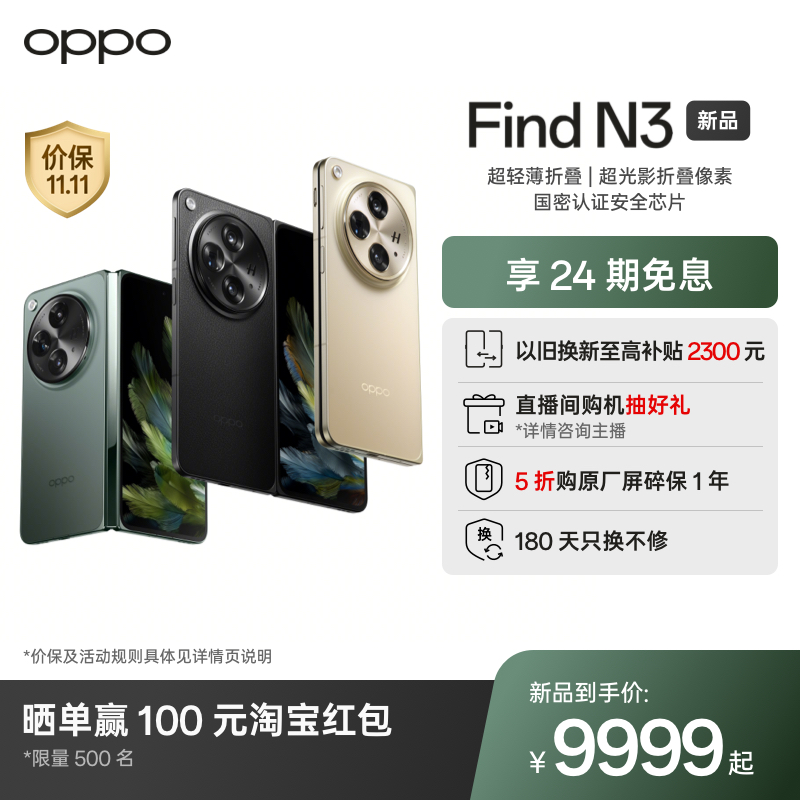 oppo
价保
11.11
Find N3 新品
超轻薄折叠 | 超光影折叠像素
国密认证安全芯片
享 24 期免息
以旧换新至高补贴 2300 元
直播间购机抽好礼
*详情咨询主播
5 折购原厂屏碎保 1 年
换
180 天只换不修
H
H
oppo
oppo
oppo
*价保及活动规则具体见详情页说明
晒单赢 100 元淘宝红包
*限量 500 名
新品到手价:
¥ 9999 起